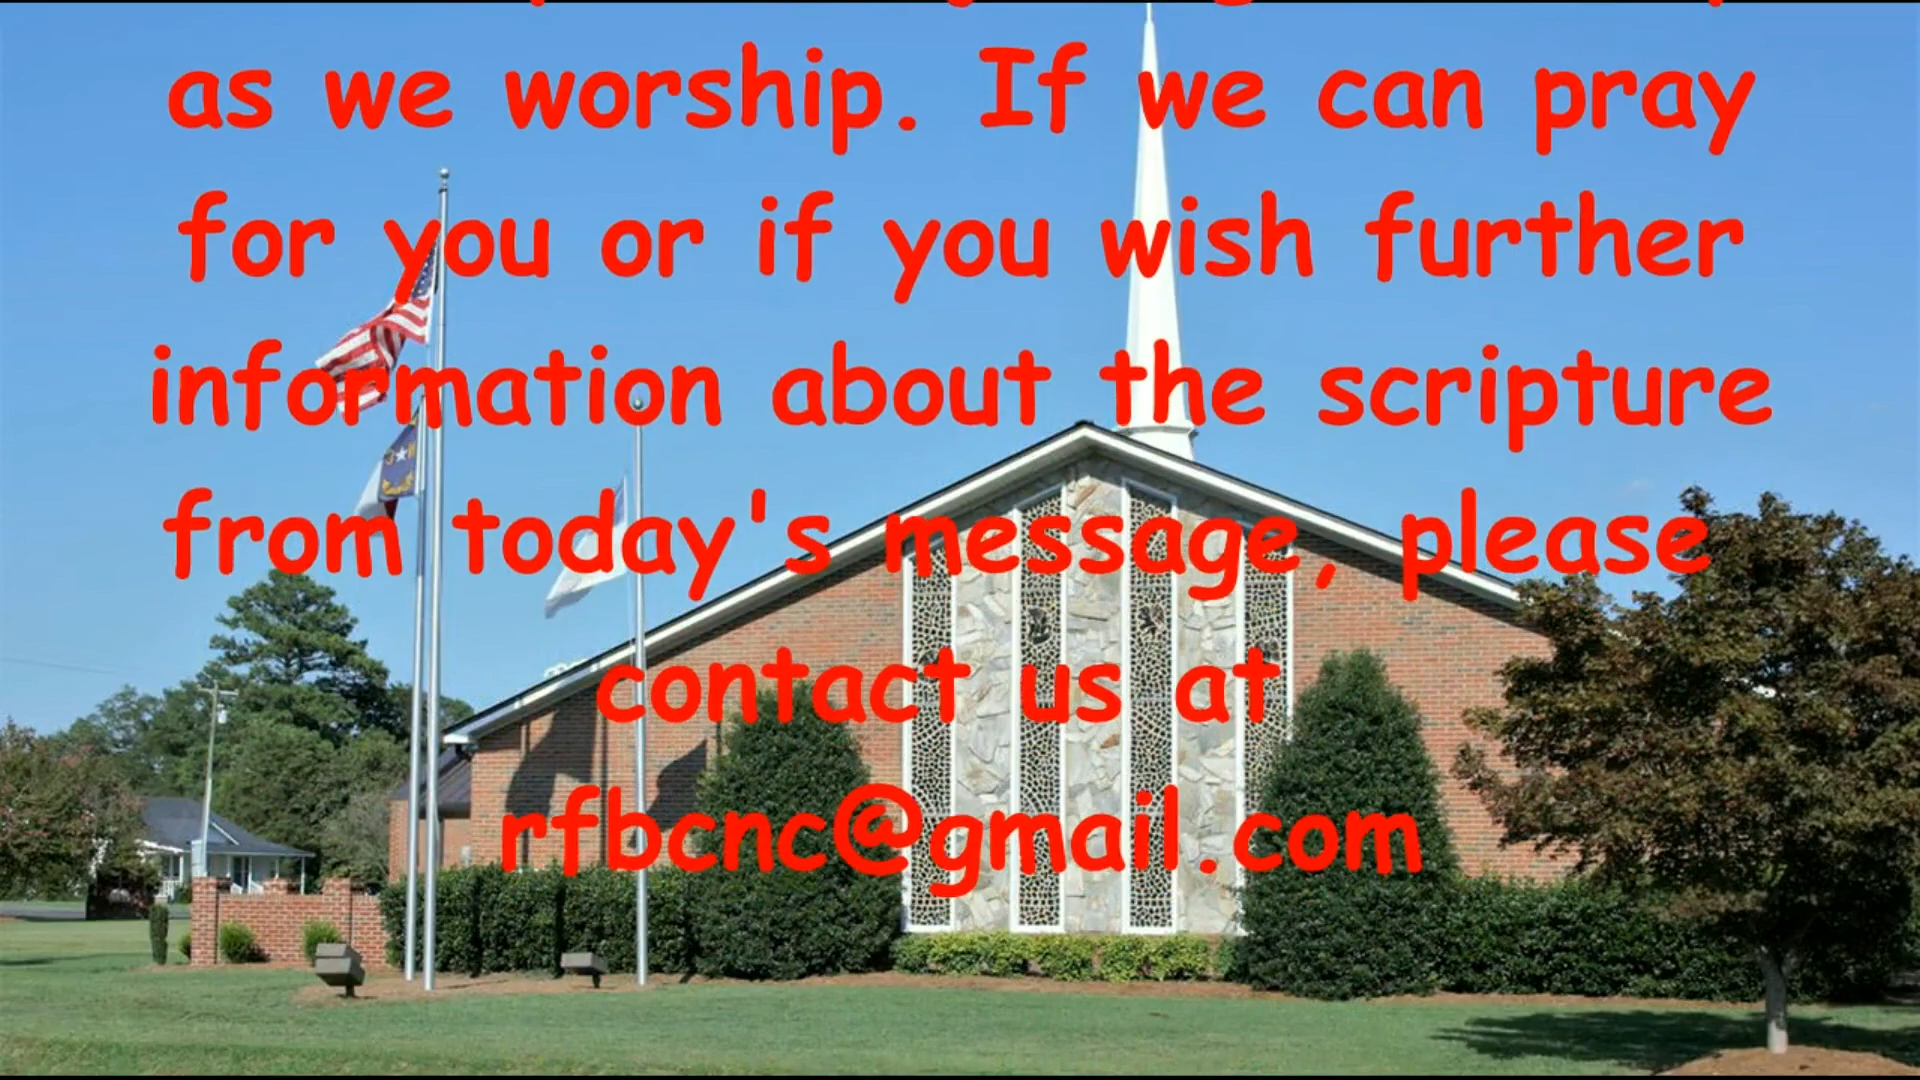 as we worship. If we can pray
for you or if you wish further
information about the scripture
from today's message, please
contact us at
rfbcnc@gmail.com